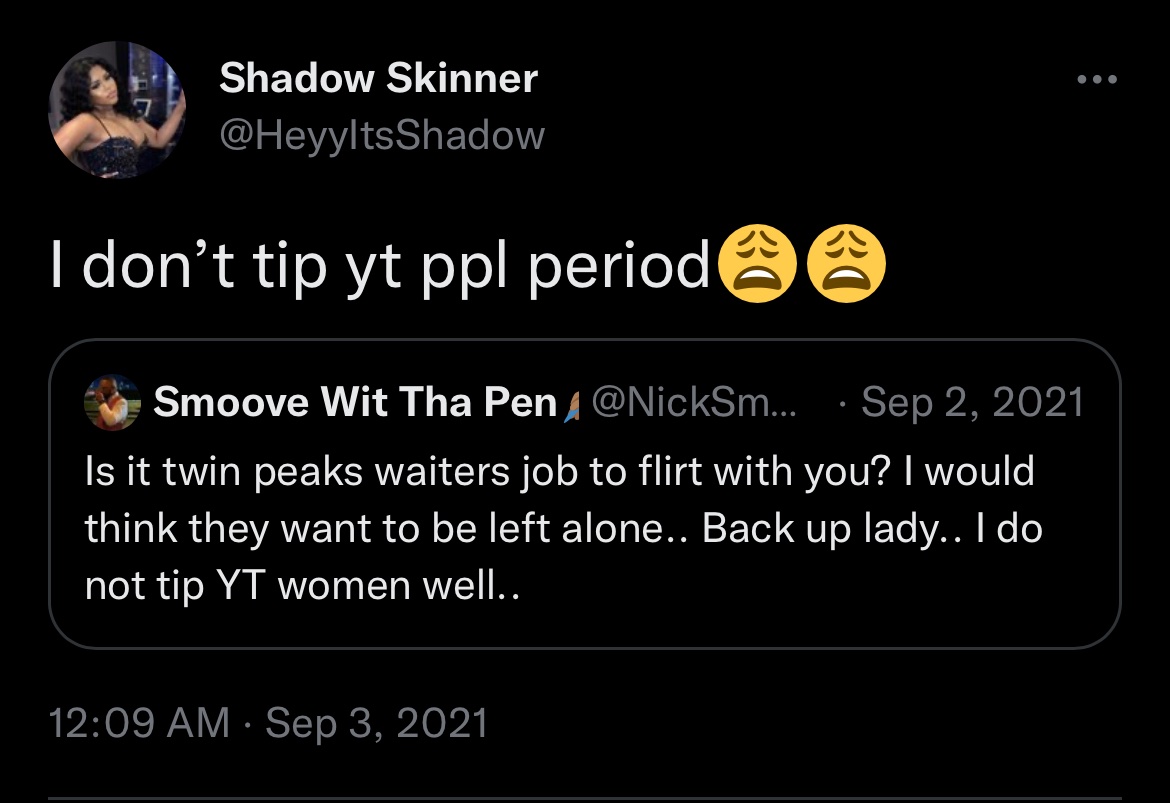 Shadow Skinner
@HeyyItsShadow
I don’t tip yt ppl period😩😩
Smoove Wit Tha Pen @NickSm... · Sep 2, 2021
Is it twin peaks waiters job to flirt with you? I would
think they want to be left alone.. Back up lady.. I do
not tip YT women well..
12:09 AM · Sep 3, 2021